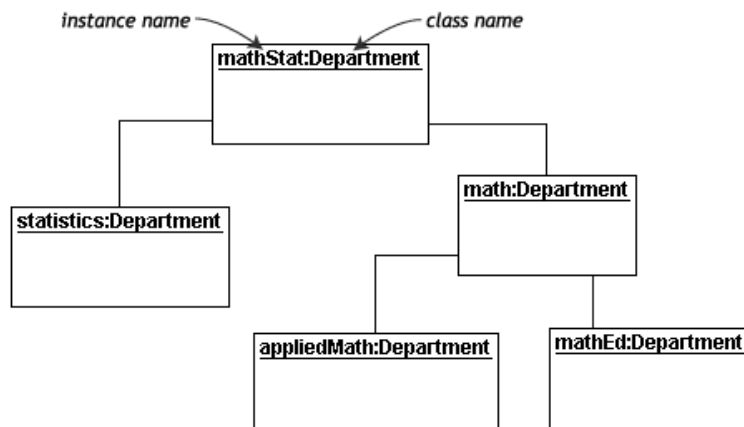 instance name
class name
mathStat:Department
math:Department
statistics:Department
appliedMath:Department
mathEd:Department